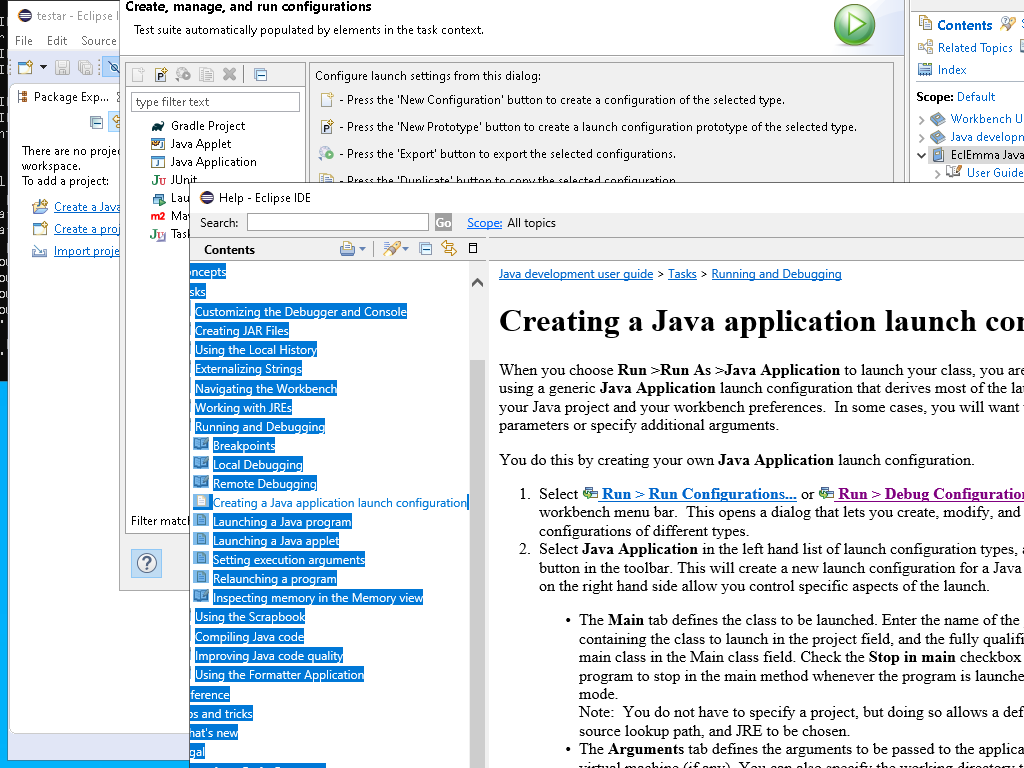 testar - Eclipse I
File Edit Source
Package Exp...
There are no proje
workspace.
To add a project:
Create a Java
Create a proj
Import proje
Create, manage, and run configurations
Test suite automatically populated by elements in the task context.
type filter text
Gradle Project
Java Applet
Java Application
JUnit
Lau
Ma
Task
Filter match
Configure launch settings from this dialog:
- Press the 'New Configuration' button to create a configuration of the selected type.
- Press the 'New Prototype' button to create a launch configuration prototype of the selected type.
- Press the 'Export' button to export the selected configurations.
- Press the 'Duplicate' button to copy the selected configuration.
Contents
Related Topics
Index
Scope: Default
Workbench U
Java developn
EclEmma Java
User Guide
Help - Eclipse IDE
Search: Go Scope: All topics
Contents
oncepts
sks
Customizing the Debugger and Console
Creating JAR Files
Using the Local History
Externalizing Strings
Navigating the Workbench
Working with JREs
Running and Debugging
Breakpoints
Local Debugging
Remote Debugging
Creating a Java application launch configuration
Launching a Java program
Launching a Java applet
Setting execution arguments
Relaunching a program
Inspecting memory in the Memory view
Using the Scrapbook
Compiling Java code
Improving Java code quality
Using the Formatter Application
ference
ps and tricks
hat's new
gal
Java development user guide > Tasks > Running and Debugging
Creating a Java application launch con
When you choose Run >Run As >Java Application to launch your class, you are
using a generic Java Application launch configuration that derives most of the lau
your Java project and your workbench preferences. In some cases, you will want
parameters or specify additional arguments.
You do this by creating your own Java Application launch configuration.
1. Select Run > Run Configurations... or Run > Debug Configuration
workbench menu bar. This opens a dialog that lets you create, modify, and
configurations of different types.
2. Select Java Application in the left hand list of launch configuration types, a
button in the toolbar. This will create a new launch configuration for a Java
on the right hand side allow you control specific aspects of the launch.
• The Main tab defines the class to be launched. Enter the name of the
containing the class to launch in the project field, and the fully qualifi
main class in the Main class field. Check the Stop in main checkbox
program to stop in the main method whenever the program is launche
mode.
Note: You do not have to specify a project, but doing so allows a def
source lookup path, and JRE to be chosen.
• The Arguments tab defines the arguments to be passed to the applica
virtual machine (if any). You can also specify the working directory t